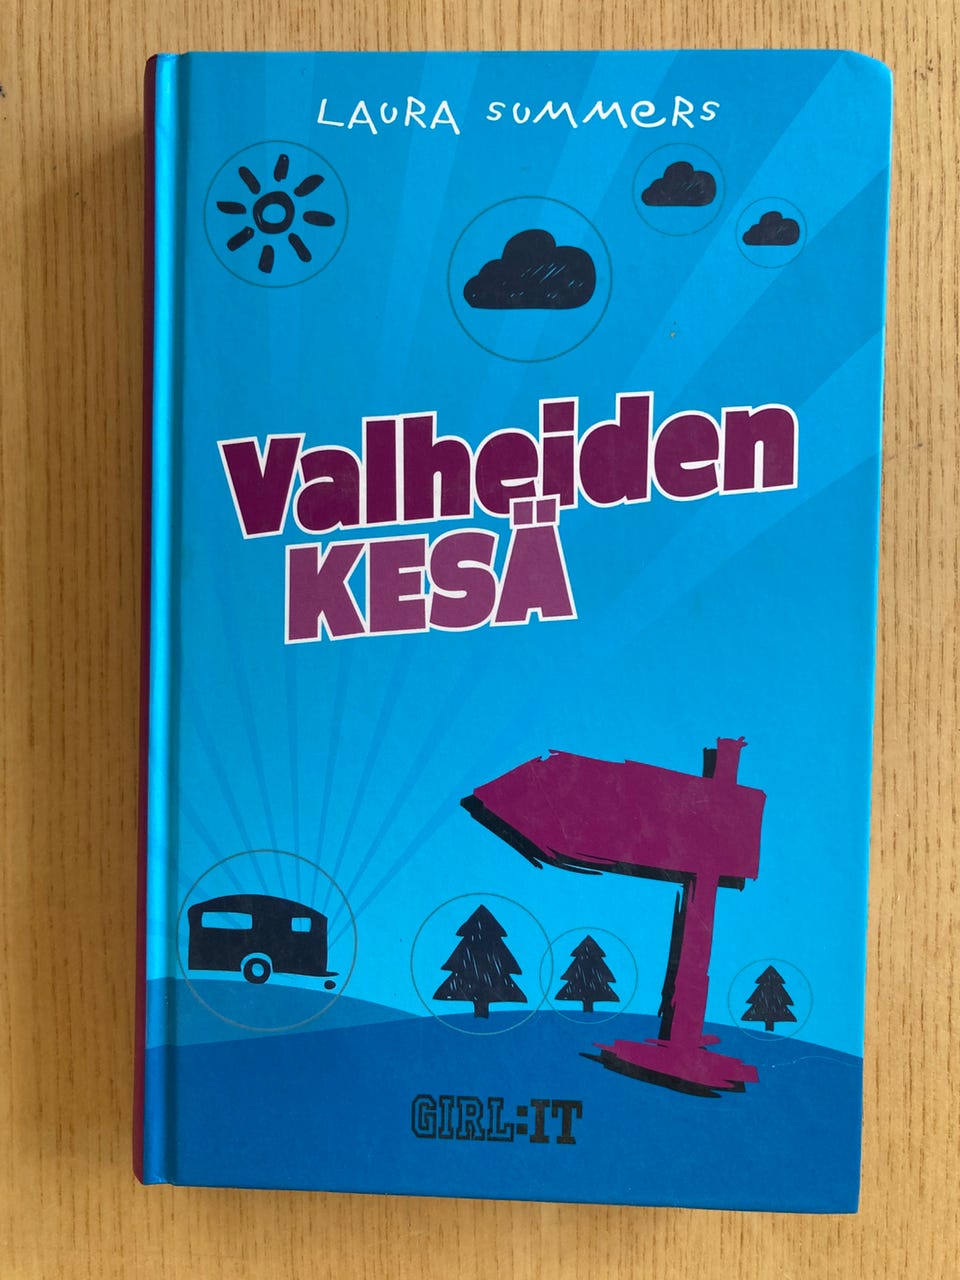 LAURA SUMMERS
Valheiden
KESÄ
GIRL:IT